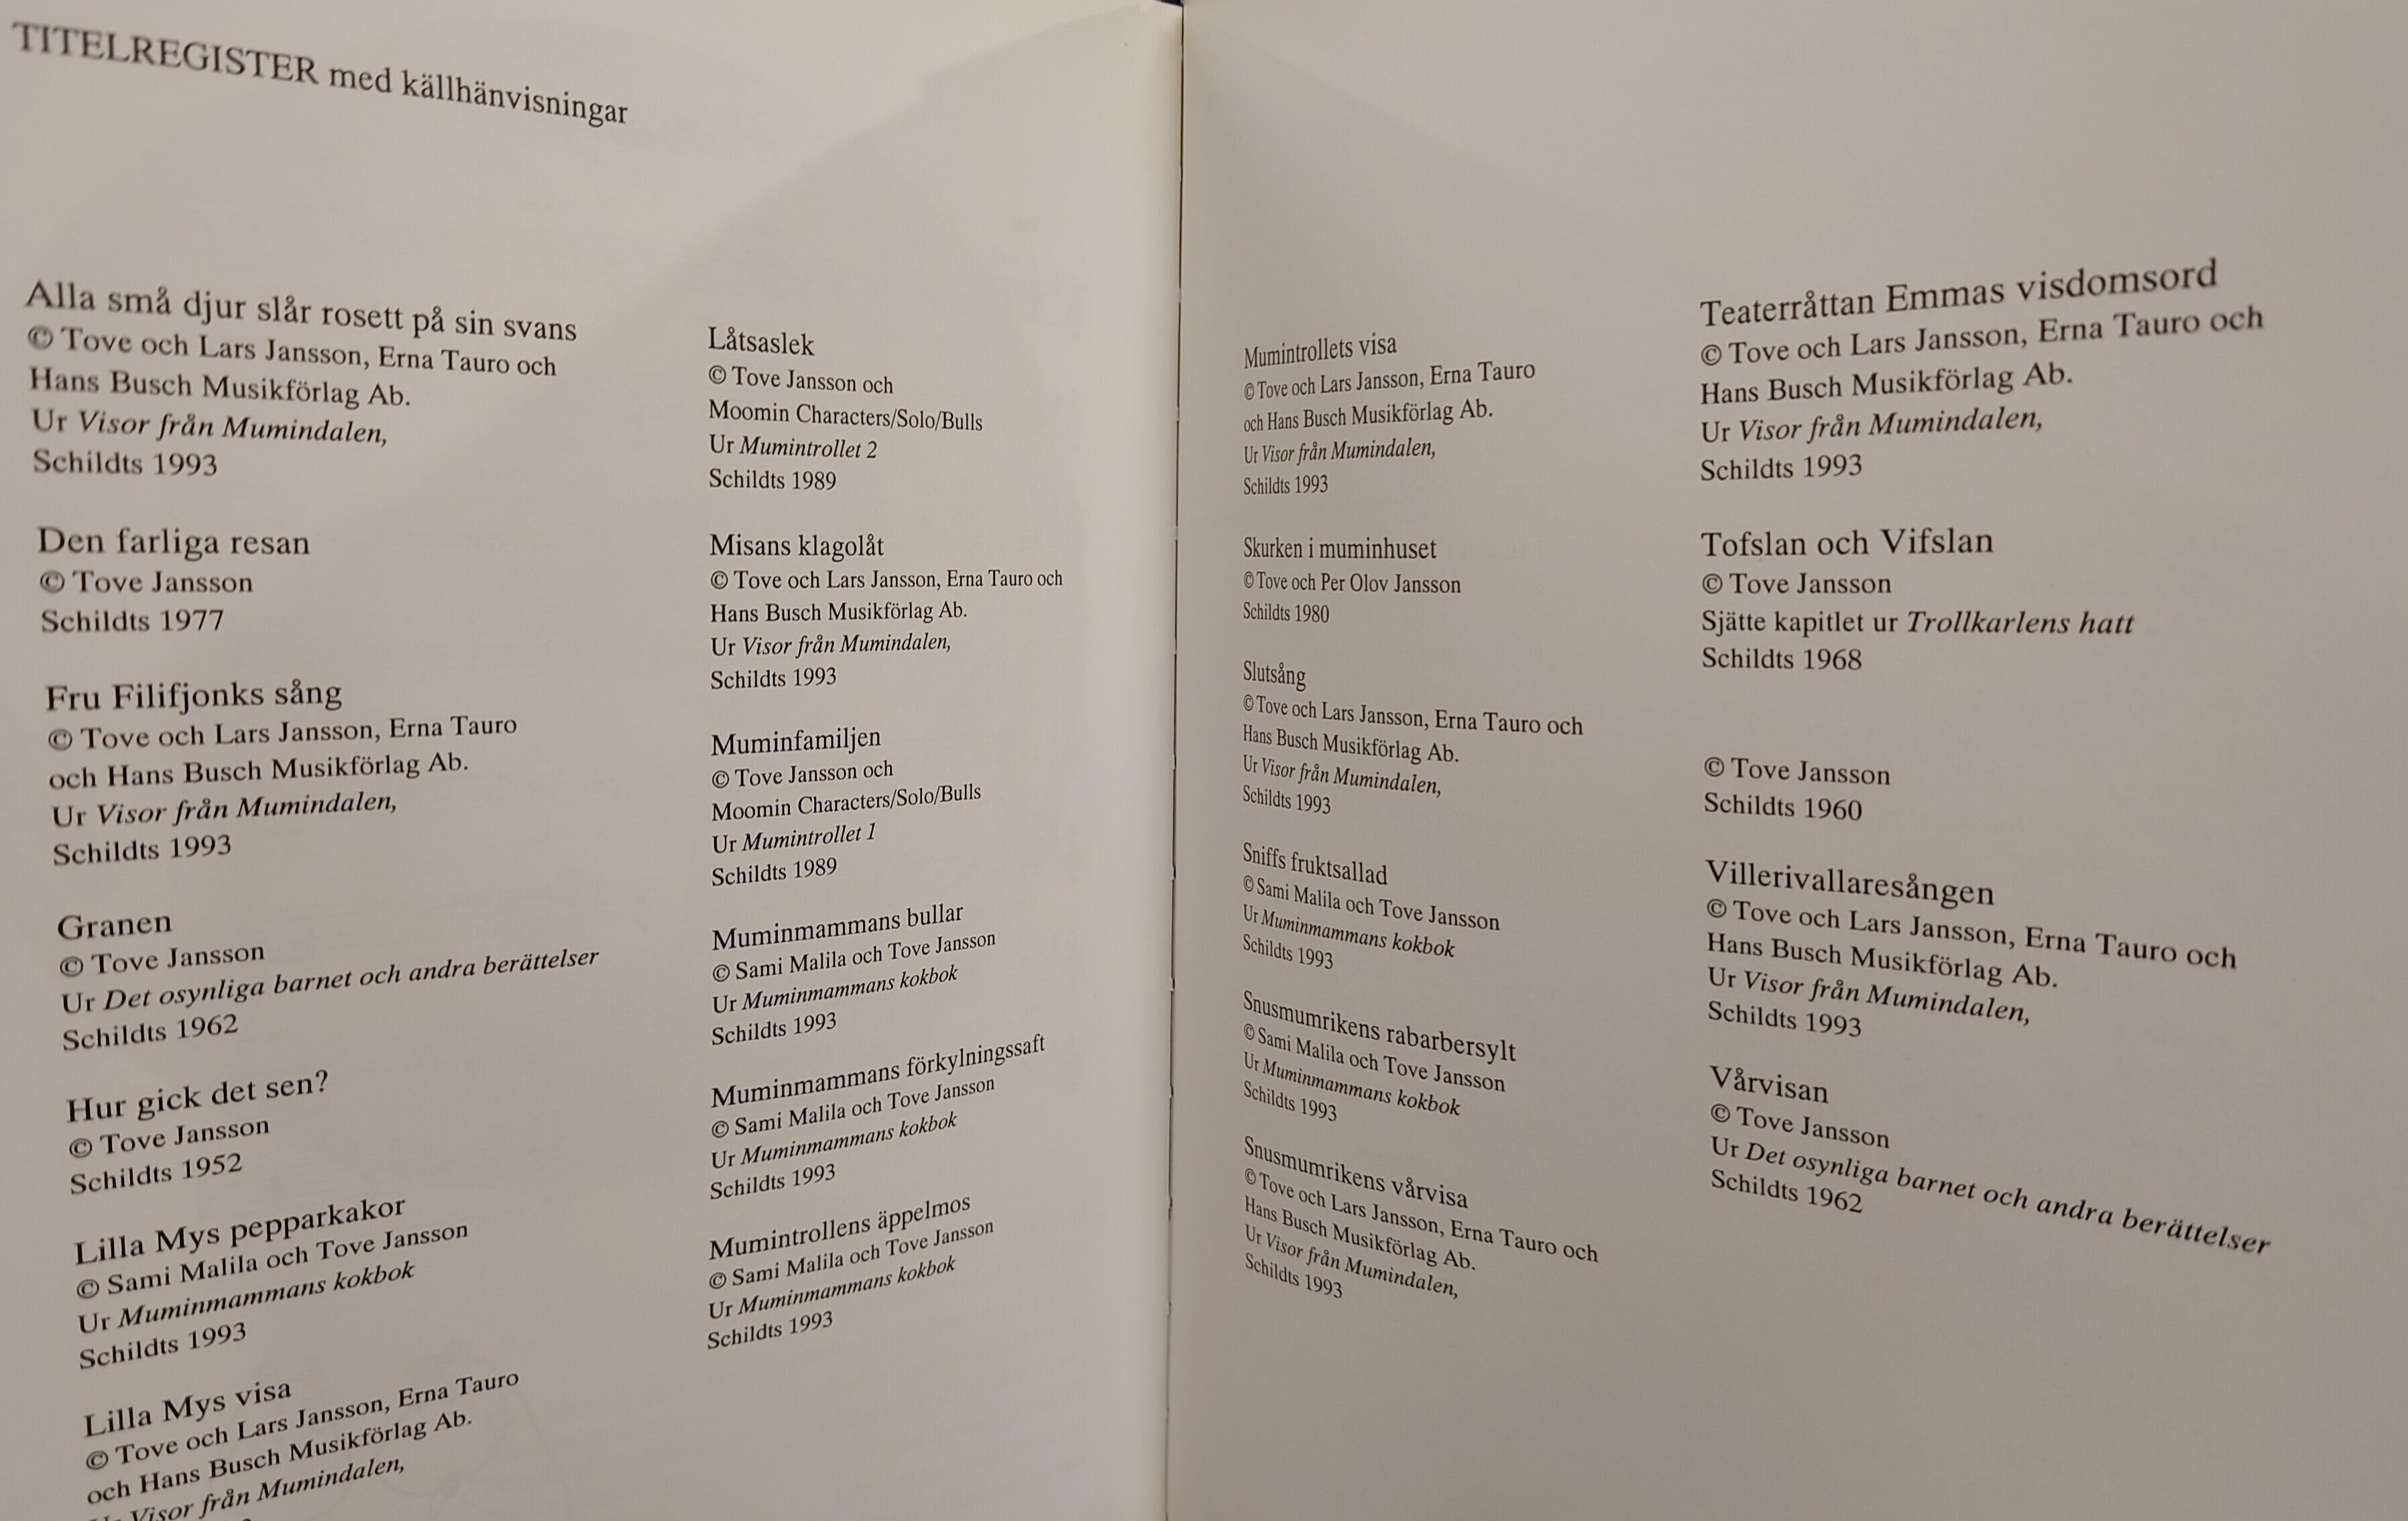 TITELREGISTER med källhänvisningar
Alla små djur slår rosett på sin svans
© Tove och Lars Jansson, Erna Tauro och
Hans Busch Musikförlag Ab.
Ur Visor från Mumindalen,
Schildts 1993
Den farliga resan
© Tove Jansson
Schildts 1977
Fru Filifjonks sång
© Tove och Lars Jansson, Erna Tauro
och Hans Busch Musikförlag Ab.
Ur Visor från Mumindalen,
Schildts 1993
Granen
© Tove Jansson
Ur Det osynliga barnet och andra berättelser
Schildts 1962
Hur gick det sen?
© Tove Jansson
Schildts 1952
Lilla Mys pepparkakor
© Sami Malila och Tove Jansson
Ur Muminmammans kokbok
Schildts 1993
Lilla Mys visa
© Tove och Lars Jansson, Erna Tauro
och Hans Busch Musikförlag Ab.
Ur Visor från Mumindalen,
Låtsaslek
© Tove Jansson och
Moomin Characters/Solo/Bulls
Ur Mumintrollet 2
Schildts 1989
Misans klagolåt
© Tove och Lars Jansson, Erna Tauro och
Hans Busch Musikförlag Ab.
Ur Visor från Mumindalen,
Schildts 1993
Muminfamiljen
© Tove Jansson och
Moomin Characters/Solo/Bulls
Ur Mumintrollet 1
Schildts 1989
Muminmammans bullar
© Sami Malila och Tove Jansson
Ur Muminmammans kokbok
Schildts 1993
Muminmammans förkylningssaft
© Sami Malila och Tove Jansson
Ur Muminmammans kokbok
Schildts 1993
Mumintrollens äppelmos
© Sami Malila och Tove Jansson
Ur Muminmammans kokbok
Schildts 1993
Mumintrollets visa
© Tove och Lars Jansson, Erna Tauro
och Hans Busch Musikförlag Ab.
Ur Visor från Mumindalen,
Schildts 1993
Skurken i muminhuset
© Tove och Per Olov Jansson
Schildts 1980
Slutsång
© Tove och Lars Jansson, Erna Tauro och
Hans Busch Musikförlag Ab.
Ur Visor från Mumindalen,
Schildts 1993
Sniffs fruktsallad
© Sami Malila och Tove Jansson
Ur Muminmammans kokbok
Schildts 1993
Snusmumrikens rabarbersylt
© Sami Malila och Tove Jansson
Ur Muminmammans kokbok
Schildts 1993
Snusmumrikens vårvisa
© Tove och Lars Jansson, Erna Tauro och
Hans Busch Musikförlag Ab.
Ur Visor från Mumindalen,
Schildts 1993
Teaterråttan Emmas visdomsord
© Tove och Lars Jansson, Erna Tauro och
Hans Busch Musikförlag Ab.
Ur Visor från Mumindalen,
Schildts 1993
Tofslan och Vifslan
© Tove Jansson
Sjätte kapitlet ur Trollkarlens hatt
Schildts 1968
© Tove Jansson
Schildts 1960
Villerivallaresången
© Tove och Lars Jansson, Erna Tauro och
Hans Busch Musikförlag Ab.
Ur Visor från Mumindalen,
Schildts 1993
Vårvisan
© Tove Jansson
Ur Det osynliga barnet och andra berättelser
Schildts 1962